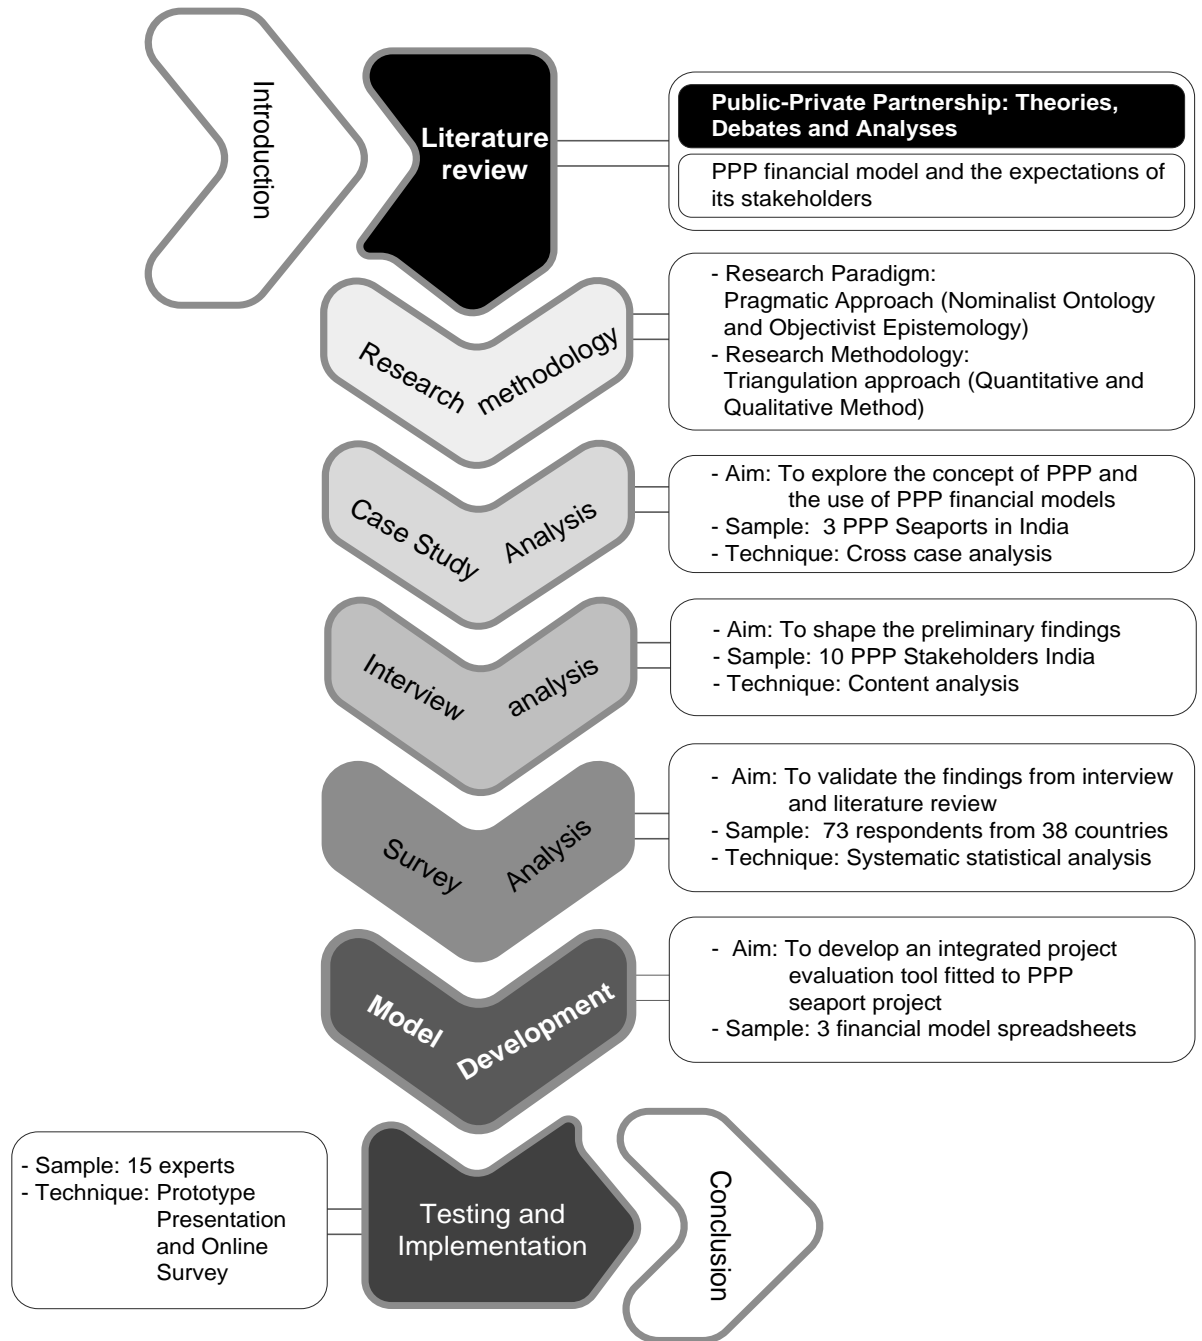 Introduction
Literature
review
Public-Private Partnership: Theories,
Debates and Analyses
PPP financial model and the expectations of
its stakeholders
Research methodology
- Research Paradigm:
Pragmatic Approach (Nominalist Ontology
and Objectivist Epistemology)
- Research Methodology:
Triangulation approach (Quantitative and
Qualitative Method)
Case Study Analysis
- Aim: To explore the concept of PPP and
the use of PPP financial models
- Sample: 3 PPP Seaports in India
- Technique: Cross case analysis
Interview analysis
- Aim: To shape the preliminary findings
- Sample: 10 PPP Stakeholders India
- Technique: Content analysis
Survey Analysis
- Aim: To validate the findings from interview
and literature review
- Sample: 73 respondents from 38 countries
- Technique: Systematic statistical analysis
Model Development
- Aim: To develop an integrated project
evaluation tool fitted to PPP
seaport project
- Sample: 3 financial model spreadsheets
- Sample: 15 experts
- Technique: Prototype
Presentation
and Online
Survey
Testing and
Implementation
Conclusion